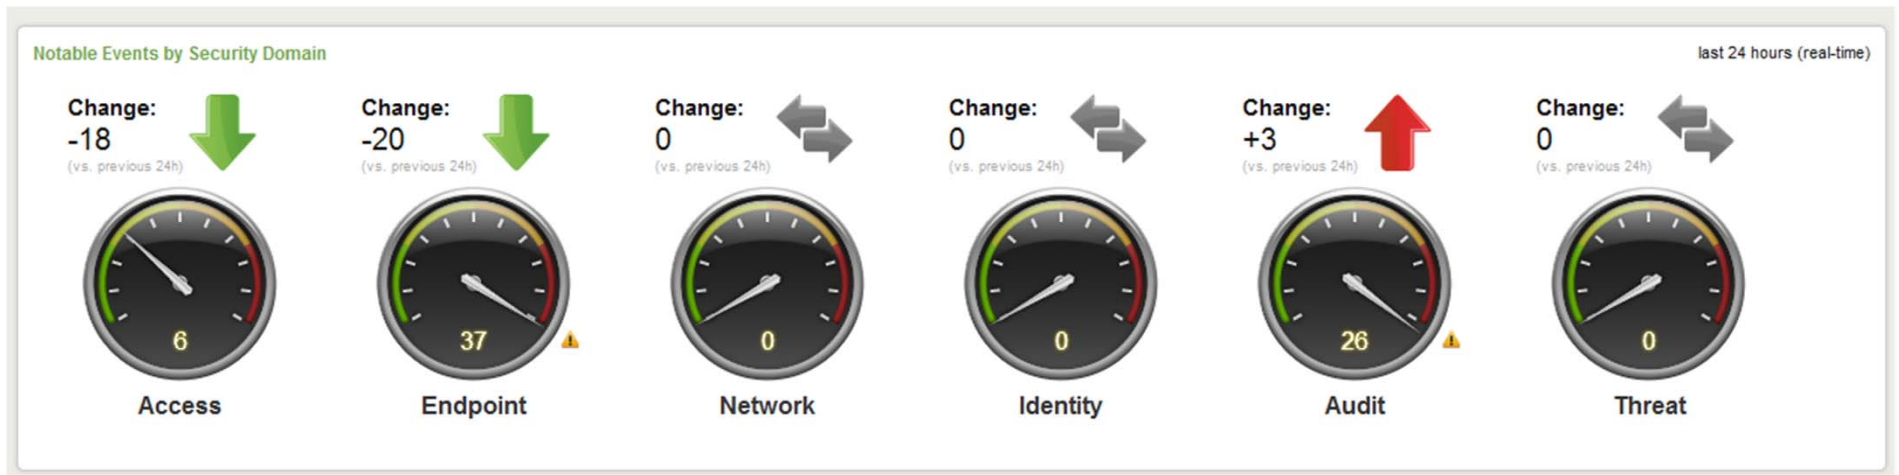 Notable Events by Security Domain
last 24 hours (real-time)
Change: Change: Change: Change: Change: Change:
-18 -20 0 0 +3 0
(vs. previous 24h) (vs. previous 24h) (vs. previous 24h) (vs. previous 24h) (vs. previous 24h) (vs. previous 24h)
6 37 0 0 26 0
Access Endpoint Network Identity Audit Threat